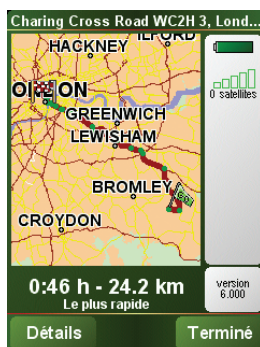 Charing Cross Road WC2H 3, Lond...
HACKNEY
ILFORD
GREENWICH
LEWISHAM
BROMLEY
CROYDON
0 satellites
0:46 h - 24.2 km
Le plus rapide
version
6.000
Détails
Terminé